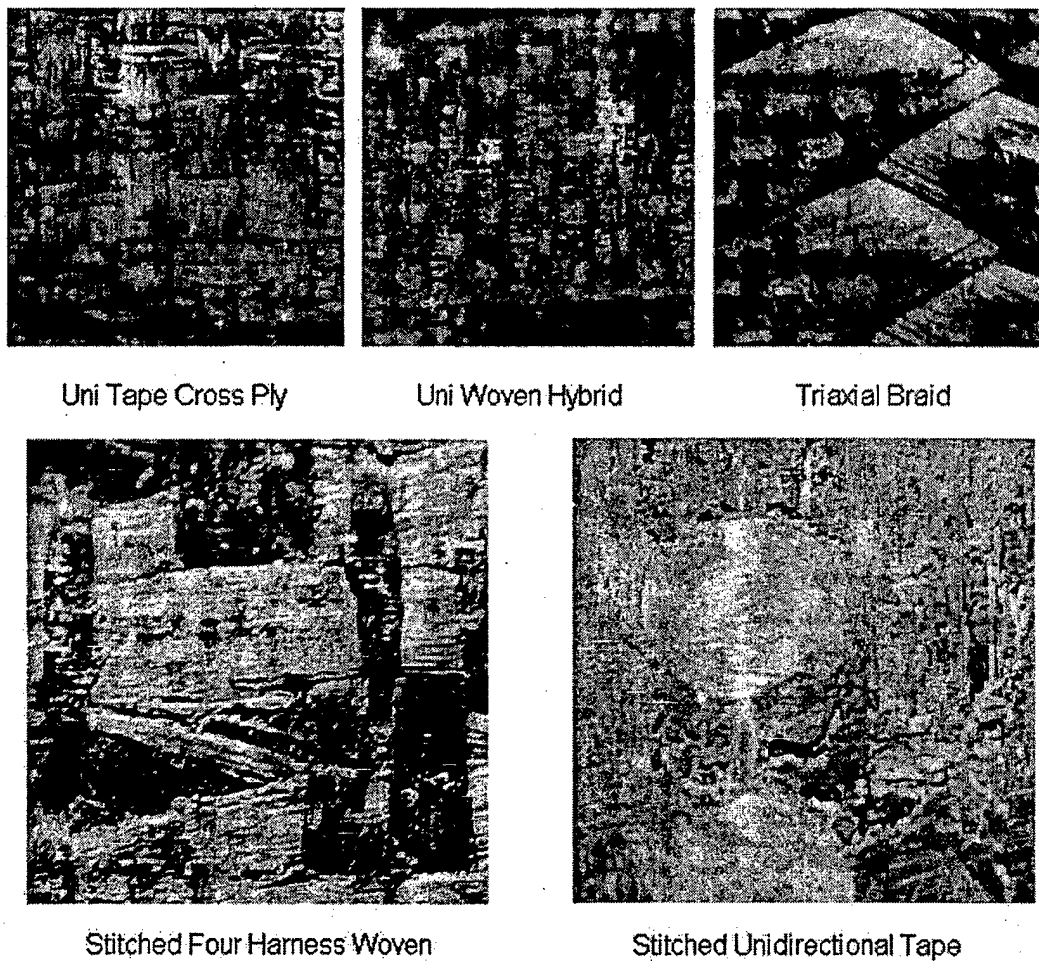 Uni Tape Cross Ply
Uni Woven Hybrid
Triaxial Braid
Stitched Four Harness Woven
Stitched Unidirectional Tape